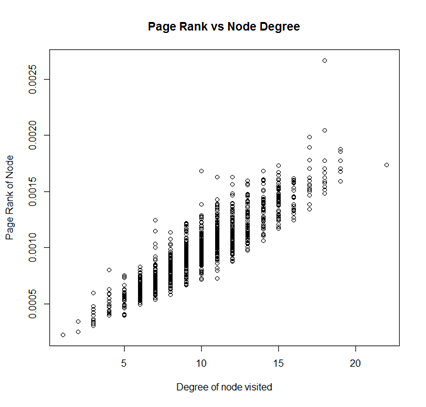 Page Rank vs Node Degree
Page Rank of Node
0.0025
0.0020
0.0015
0.0010
0.0005
5 10 15 20
Degree of node visited